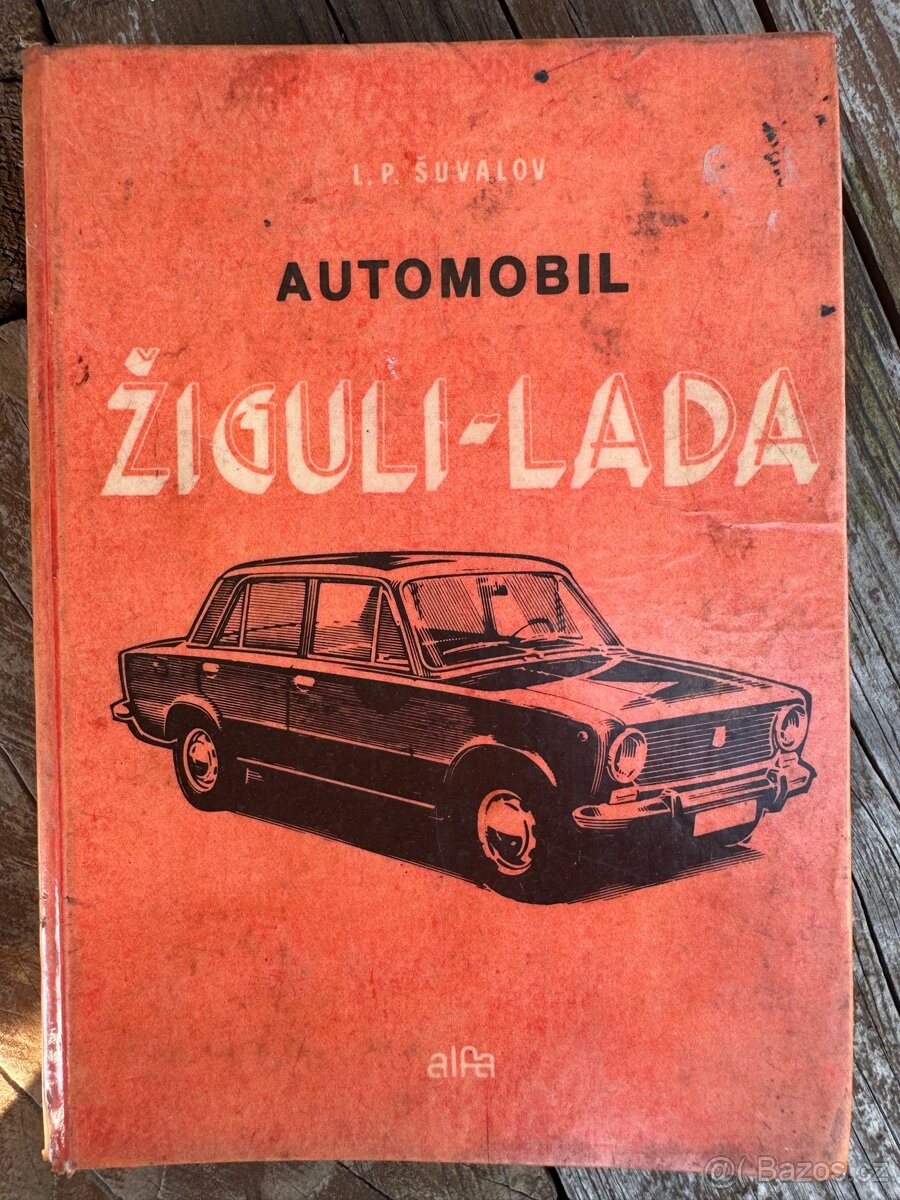 L.P. ŠUVALOV
AUTOMOBIL
ŽIGULI-LADA
alfa
@( Bazos.cz